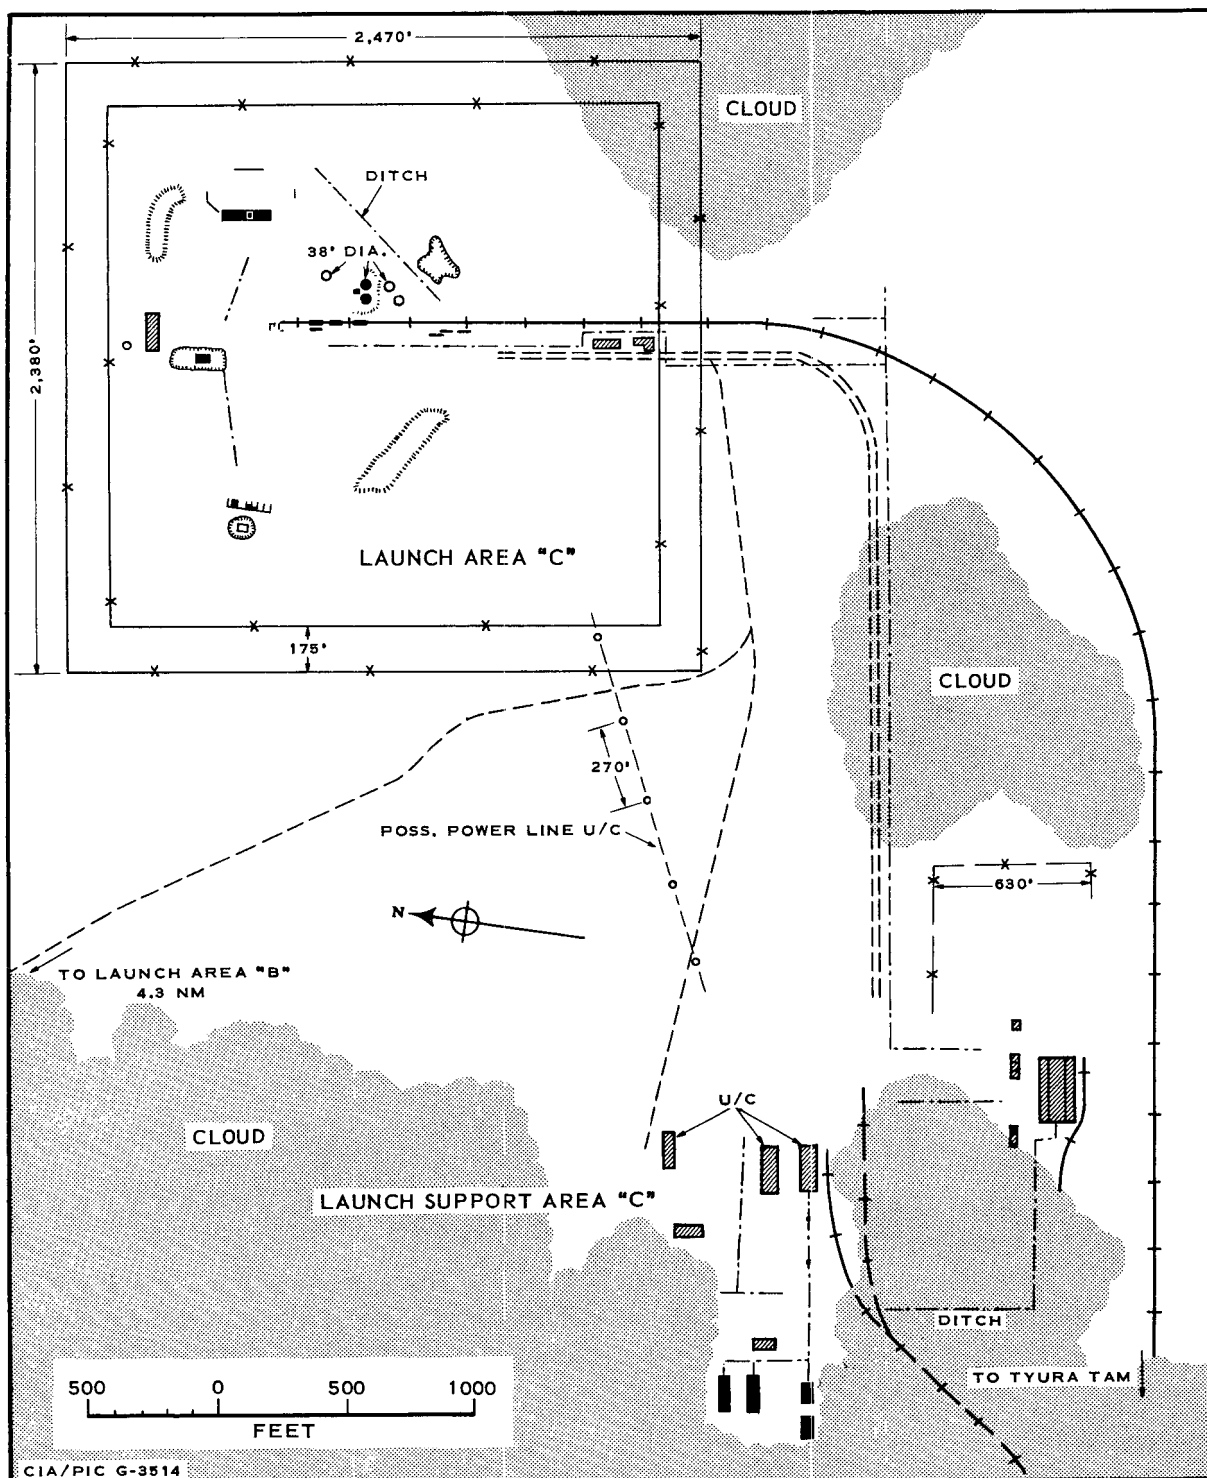 2,470'
CLOUD
DITCH
38' DIA.
2,380'
LAUNCH AREA "C"
175'
CLOUD
270'
POSS. POWER LINE U/C
630'
N
TO LAUNCH AREA "B"
4.3 NM
U/C
CLOUD
LAUNCH SUPPORT AREA "C"
DITCH
TO TYURA TAM
500 0 500 1000
FEET
CIA/PIC G-3514